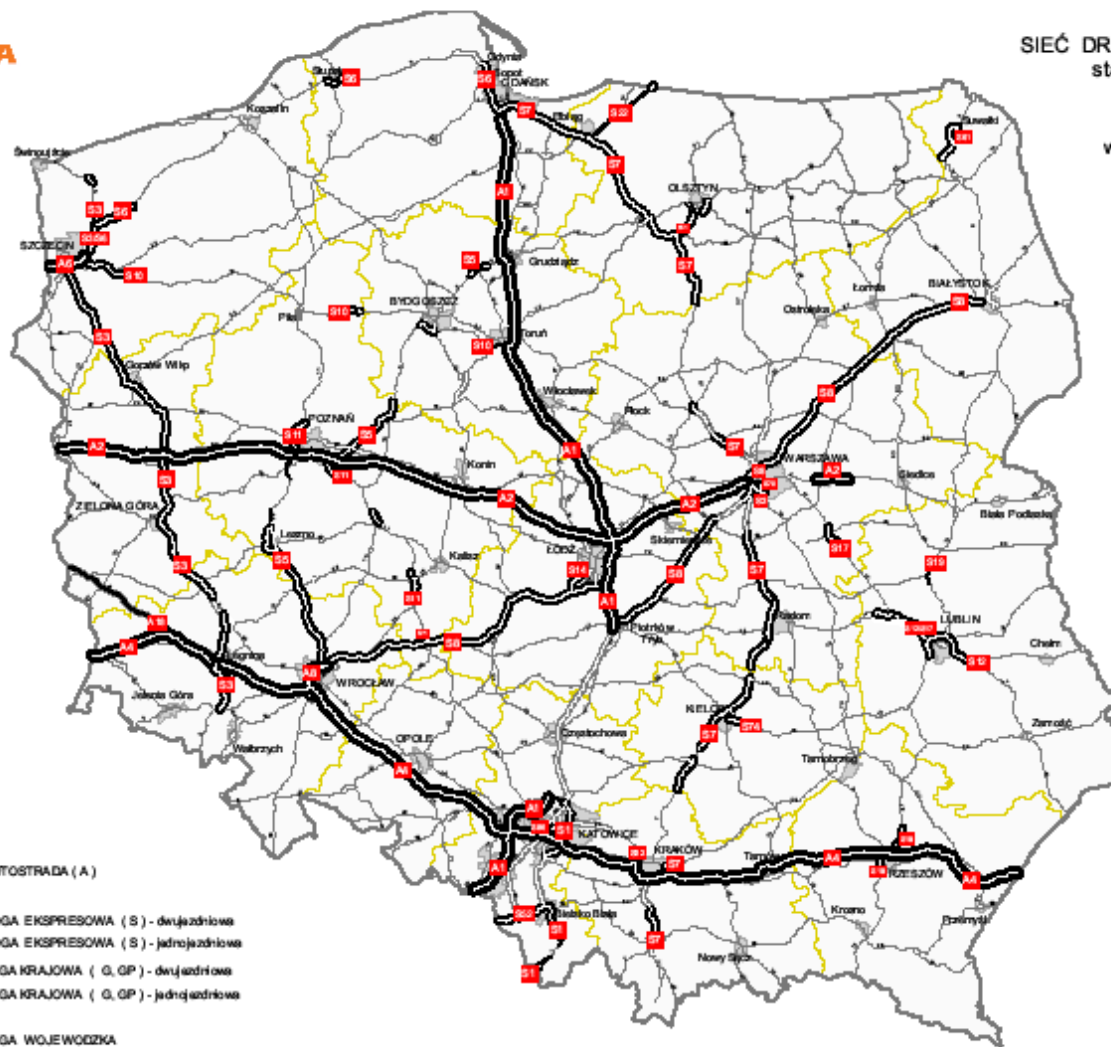 A
SIEĆ DR
st
w
Gdynia
Sopot
GDAŃSK
S6
S6
S7
S22
Suwałki
Koszalin
Świnoujście
OLSZTYN
S7
A1
S3
S6
SZCZECIN
A6
S10
S5
Grudziądz
S7
BYDGOSZCZ
BIAŁYSTOK
Łomża
S8
Piła
S10
Ostrołęka
S10
Toruń
S3
Gorzów Wlkp
Włocławek
S8
Płock
POZNAŃ
S11
S5
A2
S7
A1
S11
Konin
WARSZAWA
A2
Siedlce
S3
A2
A2
S2
ZIELONA GÓRA
Biała Podlaska
Leszno
Skierniewice
S17
S3
S5
Kalisz
ŁÓDŹ
S14
S8
S7
S19
S11
A1
A18
Piotrków
Tryb
Radom
LUBLIN
A4
S8
Chełm
Legnica
A8
S12
S3
WROCŁAW
Jelenia Góra
KIELCE
S74
Zamość
Wałbrzych
OPOLE
Częstochowa
S7
A4
Tarnobrzeg
A1
S1
KATOWICE
KRAKÓW
S7
A4
A1
RZESZÓW
A4
S52
Bielsko Biała
Krosno
Przemyśl
S1
S7
Nowy Sącz
S1
TOSTRADA ( A )
GA EKSPRESOWA ( S ) - dwujezdniowa
GA EKSPRESOWA ( S ) - jednojezdniowa
GA KRAJOWA ( G, GP ) - dwujezdniowa
GA KRAJOWA ( G, GP ) - jednojezdniowa
GA WOJEWODZKA